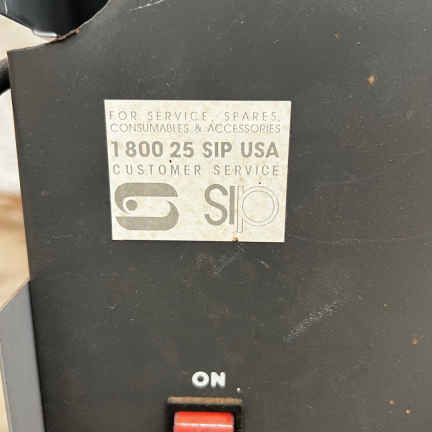 FOR SERVICE, SPARES,
CONSUMABLES & ACCESSORIES
1 800 25 SIP USA
CUSTOMER SERVICE
SIP
ON